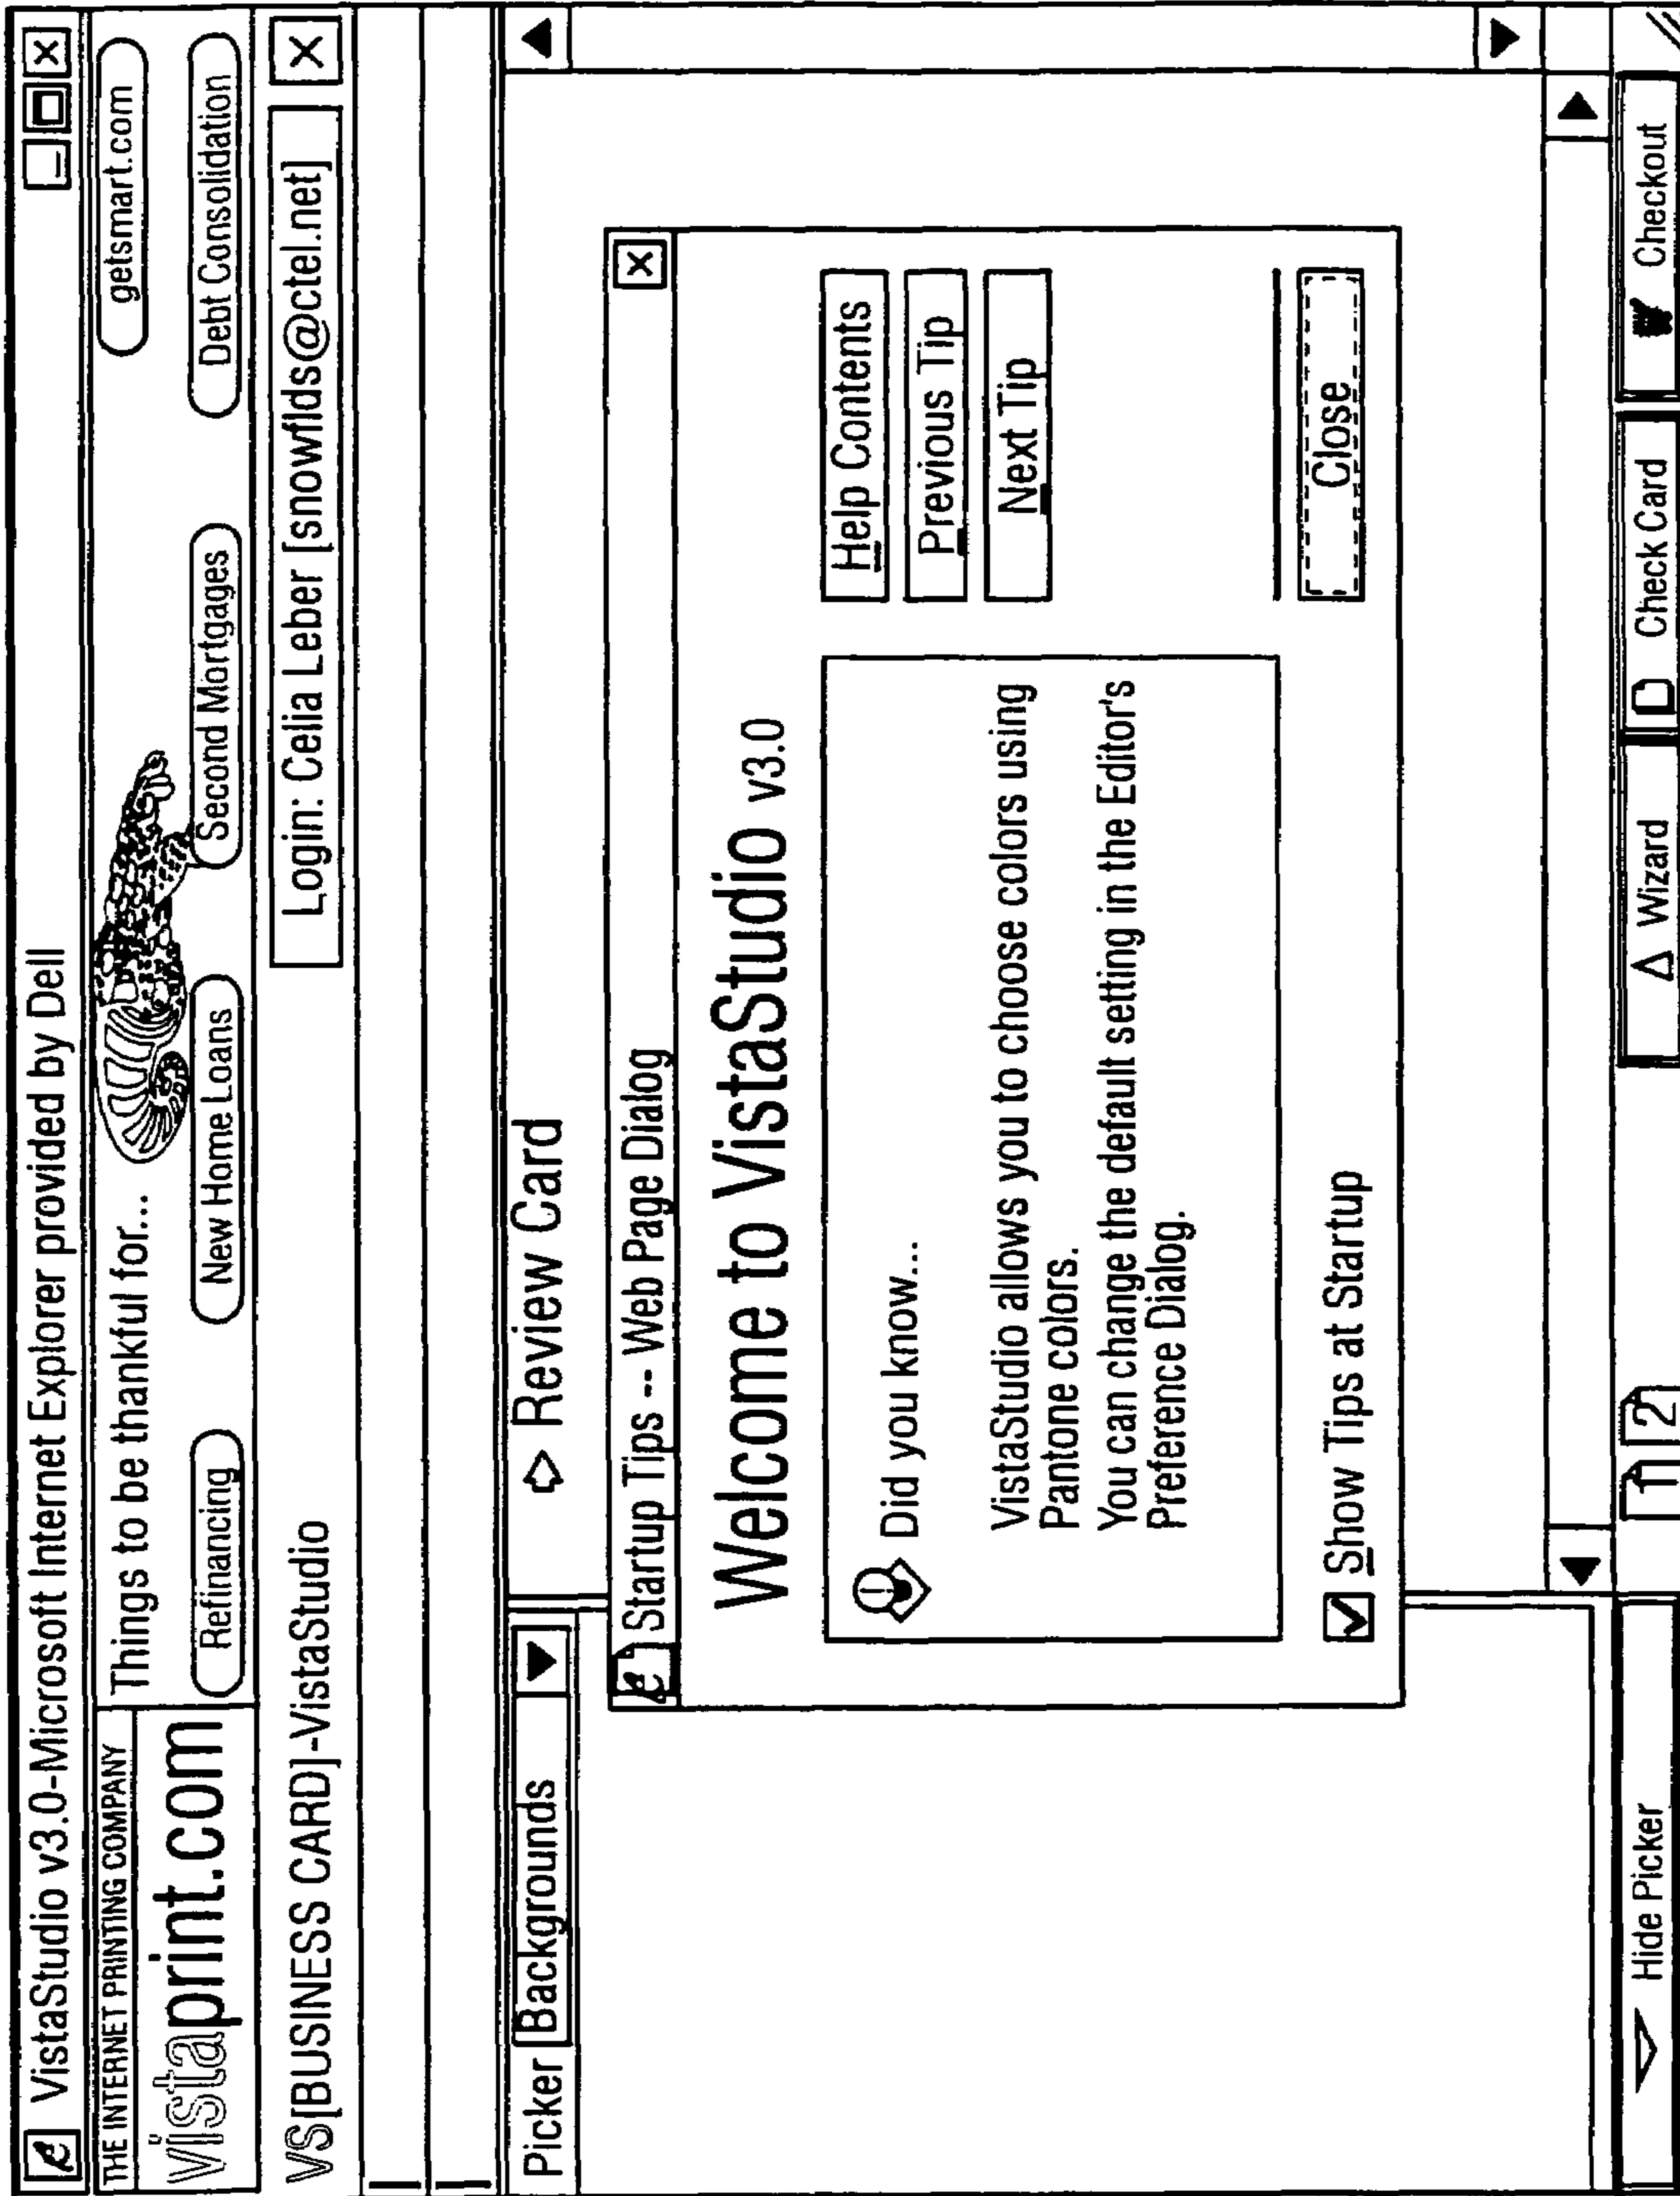 VistaStudio v3.0-Microsoft Internet Explorer provided by Dell
THE INTERNET PRINTING COMPANY
vistaprint.com
Things to be thankful for...
getsmart.com
Refinancing
New Home Loans
Second Mortgages
Debt Consolidation
VS[BUSINESS CARD]-VistaStudio
Login: Celia Leber [snowflds@ctel.net]
Picker Backgrounds
Review Card
Startup Tips -- Web Page Dialog
Welcome to VistaStudio v3.0
Did you know...
VistaStudio allows you to choose colors using
Pantone colors.
You can change the default setting in the Editor's
Preference Dialog.
Help Contents
Previous Tip
Next Tip
Close
Show Tips at Startup
Hide Picker
1 2
Wizard
Check Card
Checkout